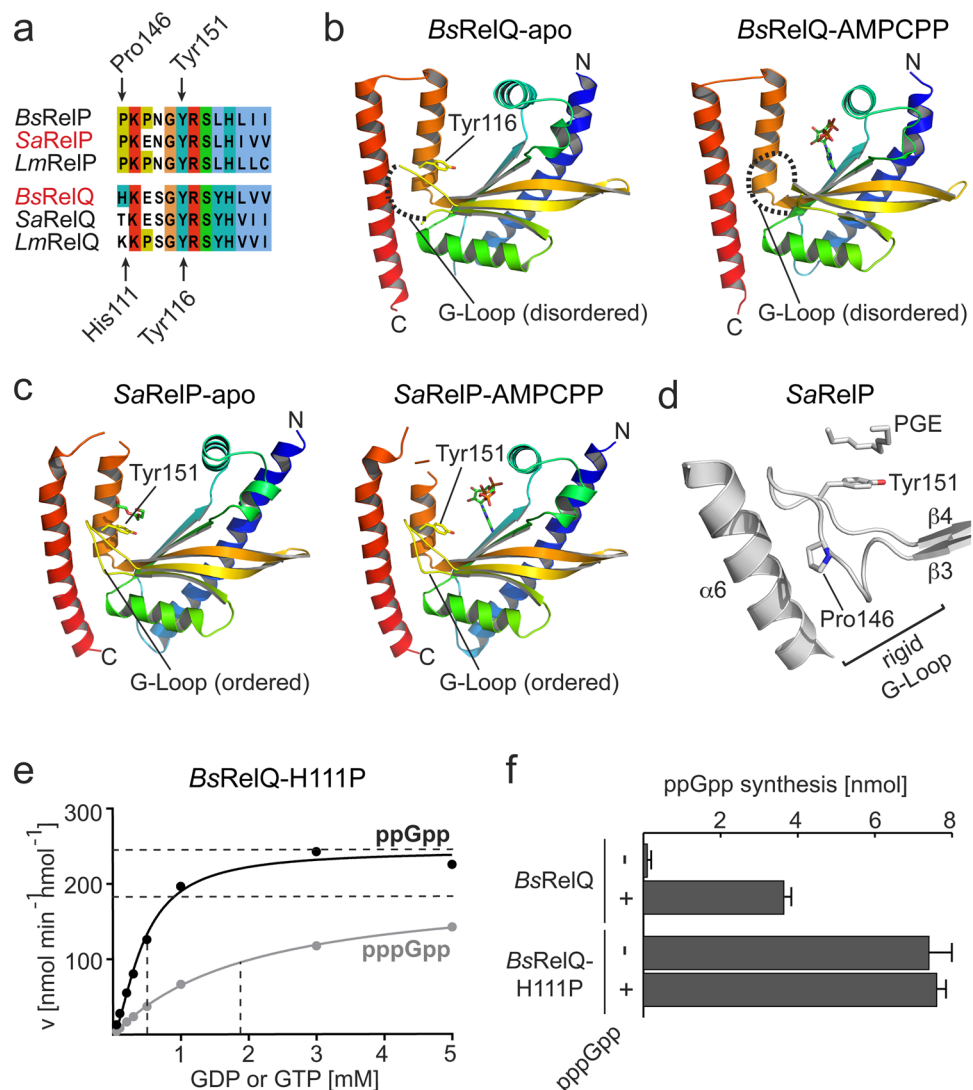 a
Pro146
Tyr151
BsRelP PKPNGYRSLHLII
SaRelP PKENGYRSLHIVV
LmRelP PKPNGYRSLHLLC
BsRelQ HKESGYRSYHLVV
SaRelQ TKESGYRSYHVII
LmRelQ KKPSGYRSYHVVI
His111
Tyr116
b
BsRelQ-apo
N
Tyr116
C
G-Loop (disordered)
BsRelQ-AMPCPP
N
C
G-Loop (disordered)
c
SaRelP-apo
N
Tyr151
C
G-Loop (ordered)
SaRelP-AMPCPP
N
Tyr151
C
G-Loop (ordered)
d
SaRelP
PGE
Tyr151
β4
β3
α6
Pro146
rigid
G-Loop
e
BsRelQ-H111P
v [nmol min⁻¹ nmol⁻¹]
300
200
100
ppGpp
pppGpp
1 2 3 4 5
GDP or GTP [mM]
f
ppGpp synthesis [nmol]
2 4 6 8
BsRelQ
-
+
BsRelQ-
H111P
-
+
pppGpp